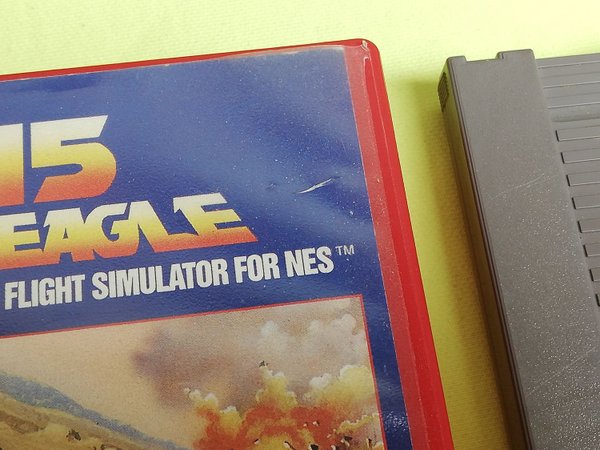 15
EAGLE
FLIGHT SIMULATOR FOR NES™